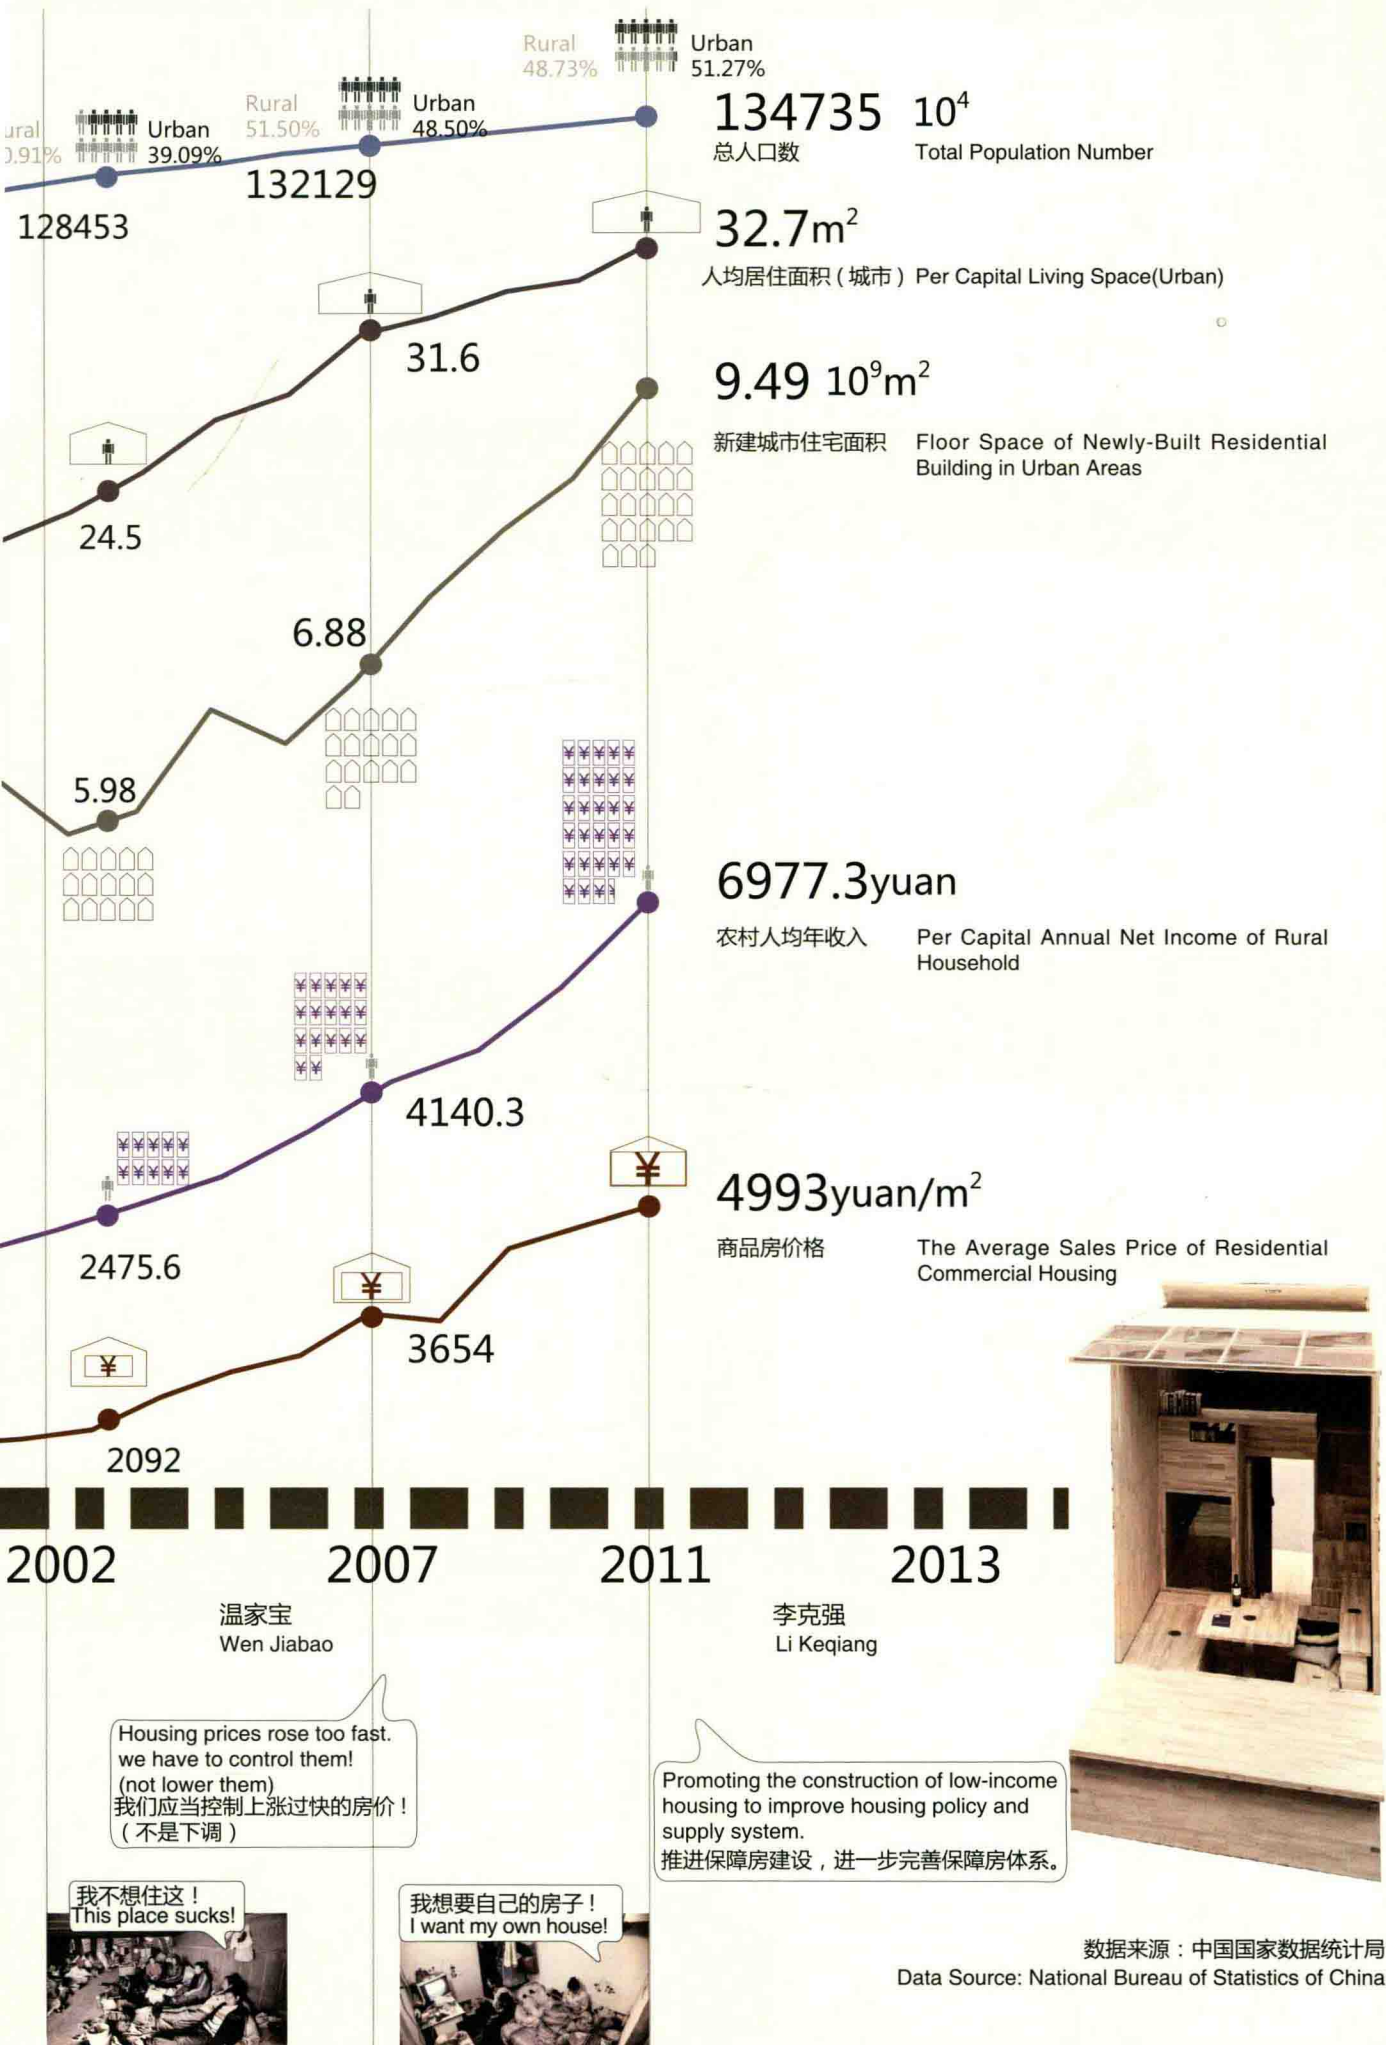 Rural
48.73%
Urban
51.27%
Rural
51.50%
Urban
48.50%
ural
0.91%
Urban
39.09%
134735 10⁴
总人口数 Total Population Number
132129
128453
32.7m²
人均居住面积（城市） Per Capital Living Space(Urban)
31.6
24.5
9.49 10⁹m²
新建城市住宅面积 Floor Space of Newly-Built Residential
Building in Urban Areas
6.88
5.98
6977.3yuan
农村人均年收入 Per Capital Annual Net Income of Rural
Household
4140.3
2475.6
4993yuan/m²
商品房价格 The Average Sales Price of Residential
Commercial Housing
3654
2092
2002 2007 2011 2013
温家宝
Wen Jiabao
李克强
Li Keqiang
Housing prices rose too fast.
we have to control them!
(not lower them)
我们应当控制上涨过快的房价！
（不是下调）
Promoting the construction of low-income
housing to improve housing policy and
supply system.
推进保障房建设，进一步完善保障房体系。
我不想住这！
This place sucks!
我想要自己的房子！
I want my own house!
数据来源：中国国家数据统计局
Data Source: National Bureau of Statistics of China